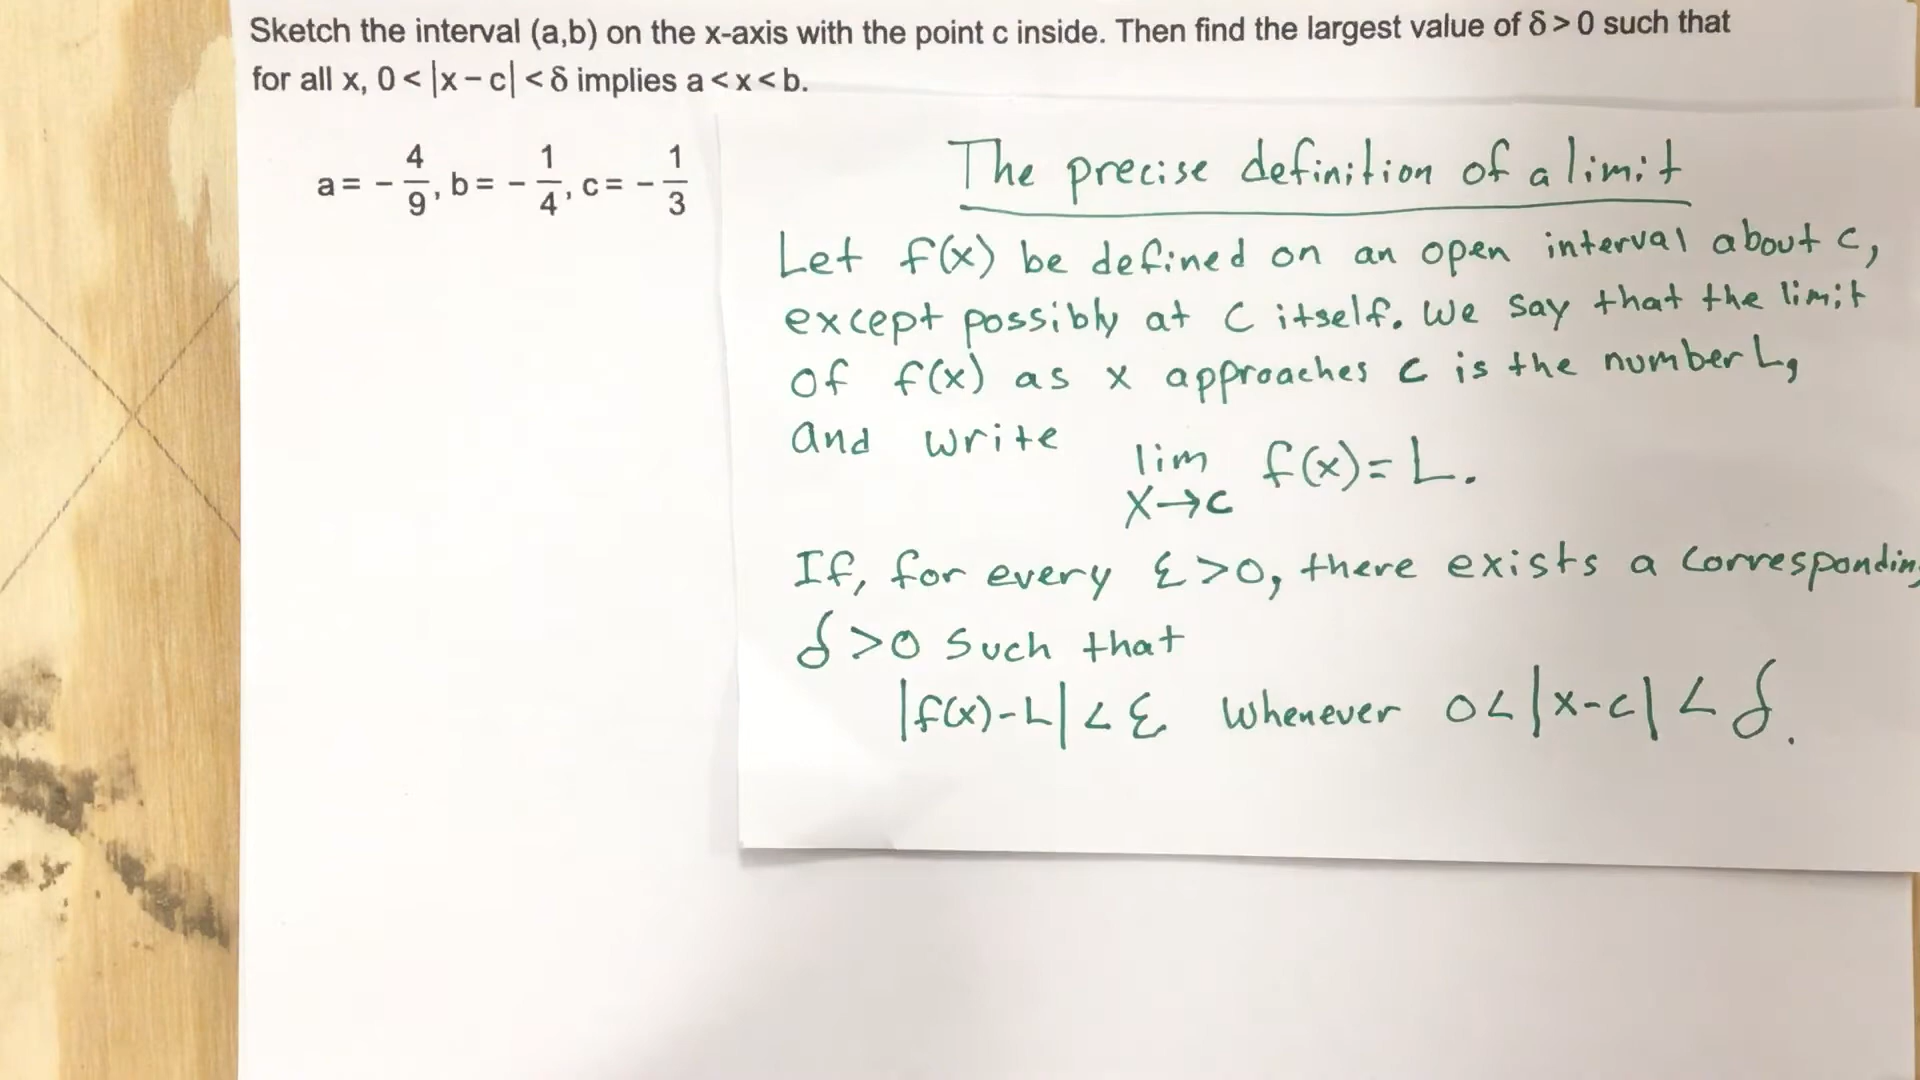 Sketch the interval (a,b) on the x-axis with the point c inside. Then find the largest value of δ > 0 such that
for all x, 0 < |x − c| < δ implies a < x < b.
a = − 4/9, b = − 1/4, c = − 1/3
The precise definition of a limit
Let f(x) be defined on an open interval about c,
except possibly at c itself. We say that the limit
of f(x) as x approaches c is the number L,
and write
lim x→c f(x) = L.
If, for every ε>0, there exists a corresponding
δ>0 Such that
|f(x)-L| < ε whenever 0<|x-c| < δ.